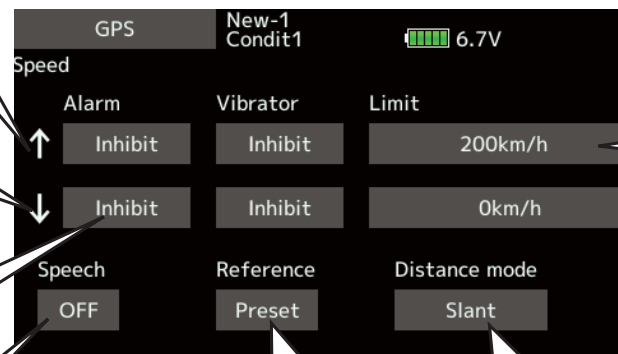 GPS New-1 6.7V
Condit1
Speed
Alarm Vibrator Limit
↑ Inhibit Inhibit 200km/h
↓ Inhibit Inhibit 0km/h
Speech Reference Distance mode
OFF Preset Slant